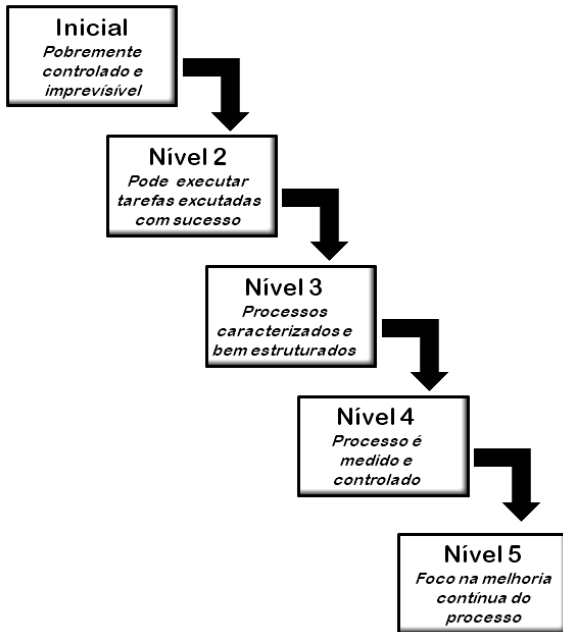 Inicial
Pobremente
controlado e
imprevísível
Nível 2
Pode executar
tarefas excutadas
com sucesso
Nível 3
Processos
caracterizados e
bem estruturados
Nível 4
Processo é
medido e
controlado
Nível 5
Foco na melhoria
contínua do
processo